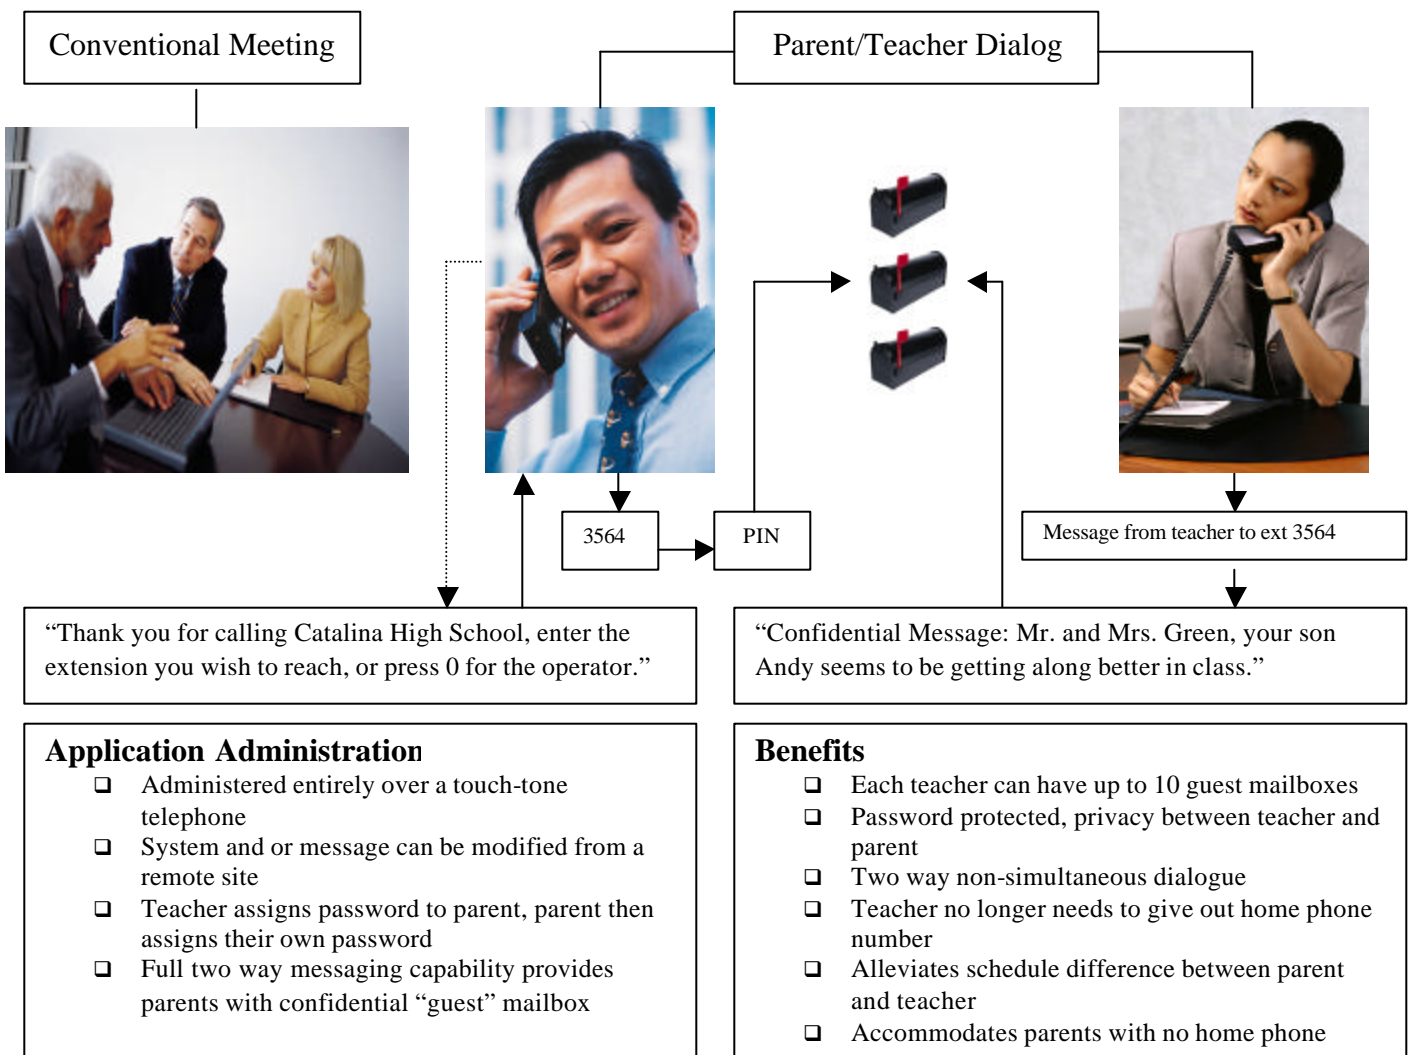 Conventional Meeting
Parent/Teacher Dialog
3564
PIN
Message from teacher to ext 3564
“Thank you for calling Catalina High School, enter the
extension you wish to reach, or press 0 for the operator.”
“Confidential Message: Mr. and Mrs. Green, your son
Andy seems to be getting along better in class.”
Application Administration
❑ Administered entirely over a touch-tone
telephone
❑ System and or message can be modified from a
remote site
❑ Teacher assigns password to parent, parent then
assigns their own password
❑ Full two way messaging capability provides
parents with confidential “guest” mailbox
Benefits
❑ Each teacher can have up to 10 guest mailboxes
❑ Password protected, privacy between teacher and
parent
❑ Two way non-simultaneous dialogue
❑ Teacher no longer needs to give out home phone
number
❑ Alleviates schedule difference between parent
and teacher
❑ Accommodates parents with no home phone